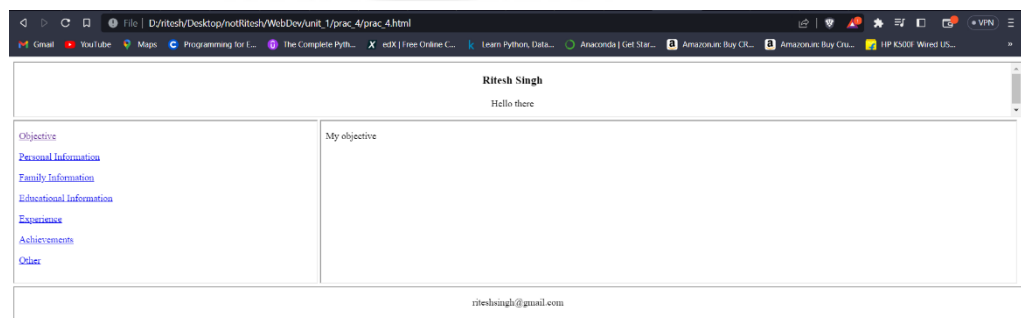 File | D:/ritesh/Desktop/notRitesh/WebDev/unit_1/prac_4/prac_4.html VPN
Gmail YouTube Maps Programming for E... The Complete Pyth... edX | Free Online C... Learn Python, Data... Anaconda | Get Star... Amazon.in: Buy CR... Amazon.in: Buy Cru... HP K500F Wired US... »
Ritesh Singh
Hello there
Objective
My objective
Personal Information
Family Information
Educational Information
Experience
Achievements
Other
riteshsingh@gmail.com